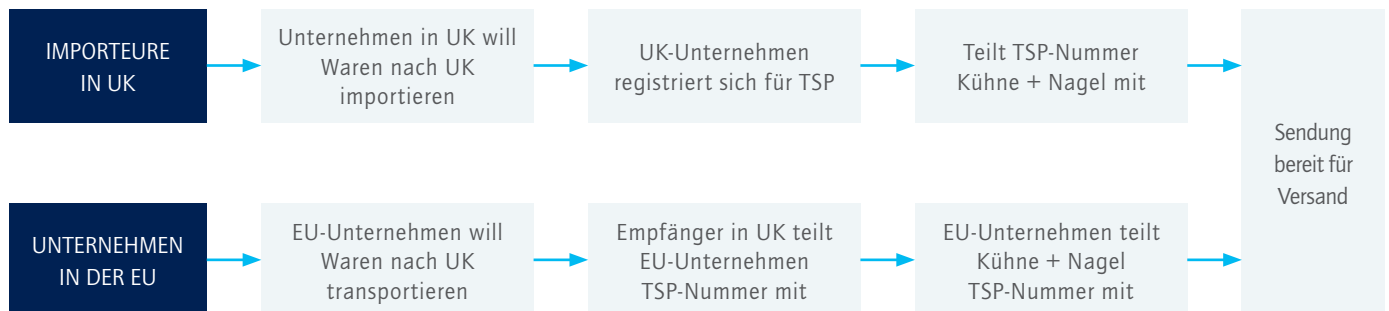 IMPORTEURE
IN UK
Unternehmen in UK will
Waren nach UK
importieren
UK-Unternehmen
registriert sich für TSP
Teilt TSP-Nummer
Kühne + Nagel mit
Sendung
bereit für
Versand
UNTERNEHMEN
IN DER EU
EU-Unternehmen will
Waren nach UK
transportieren
Empfänger in UK teilt
EU-Unternehmen
TSP-Nummer mit
EU-Unternehmen teilt
Kühne + Nagel
TSP-Nummer mit